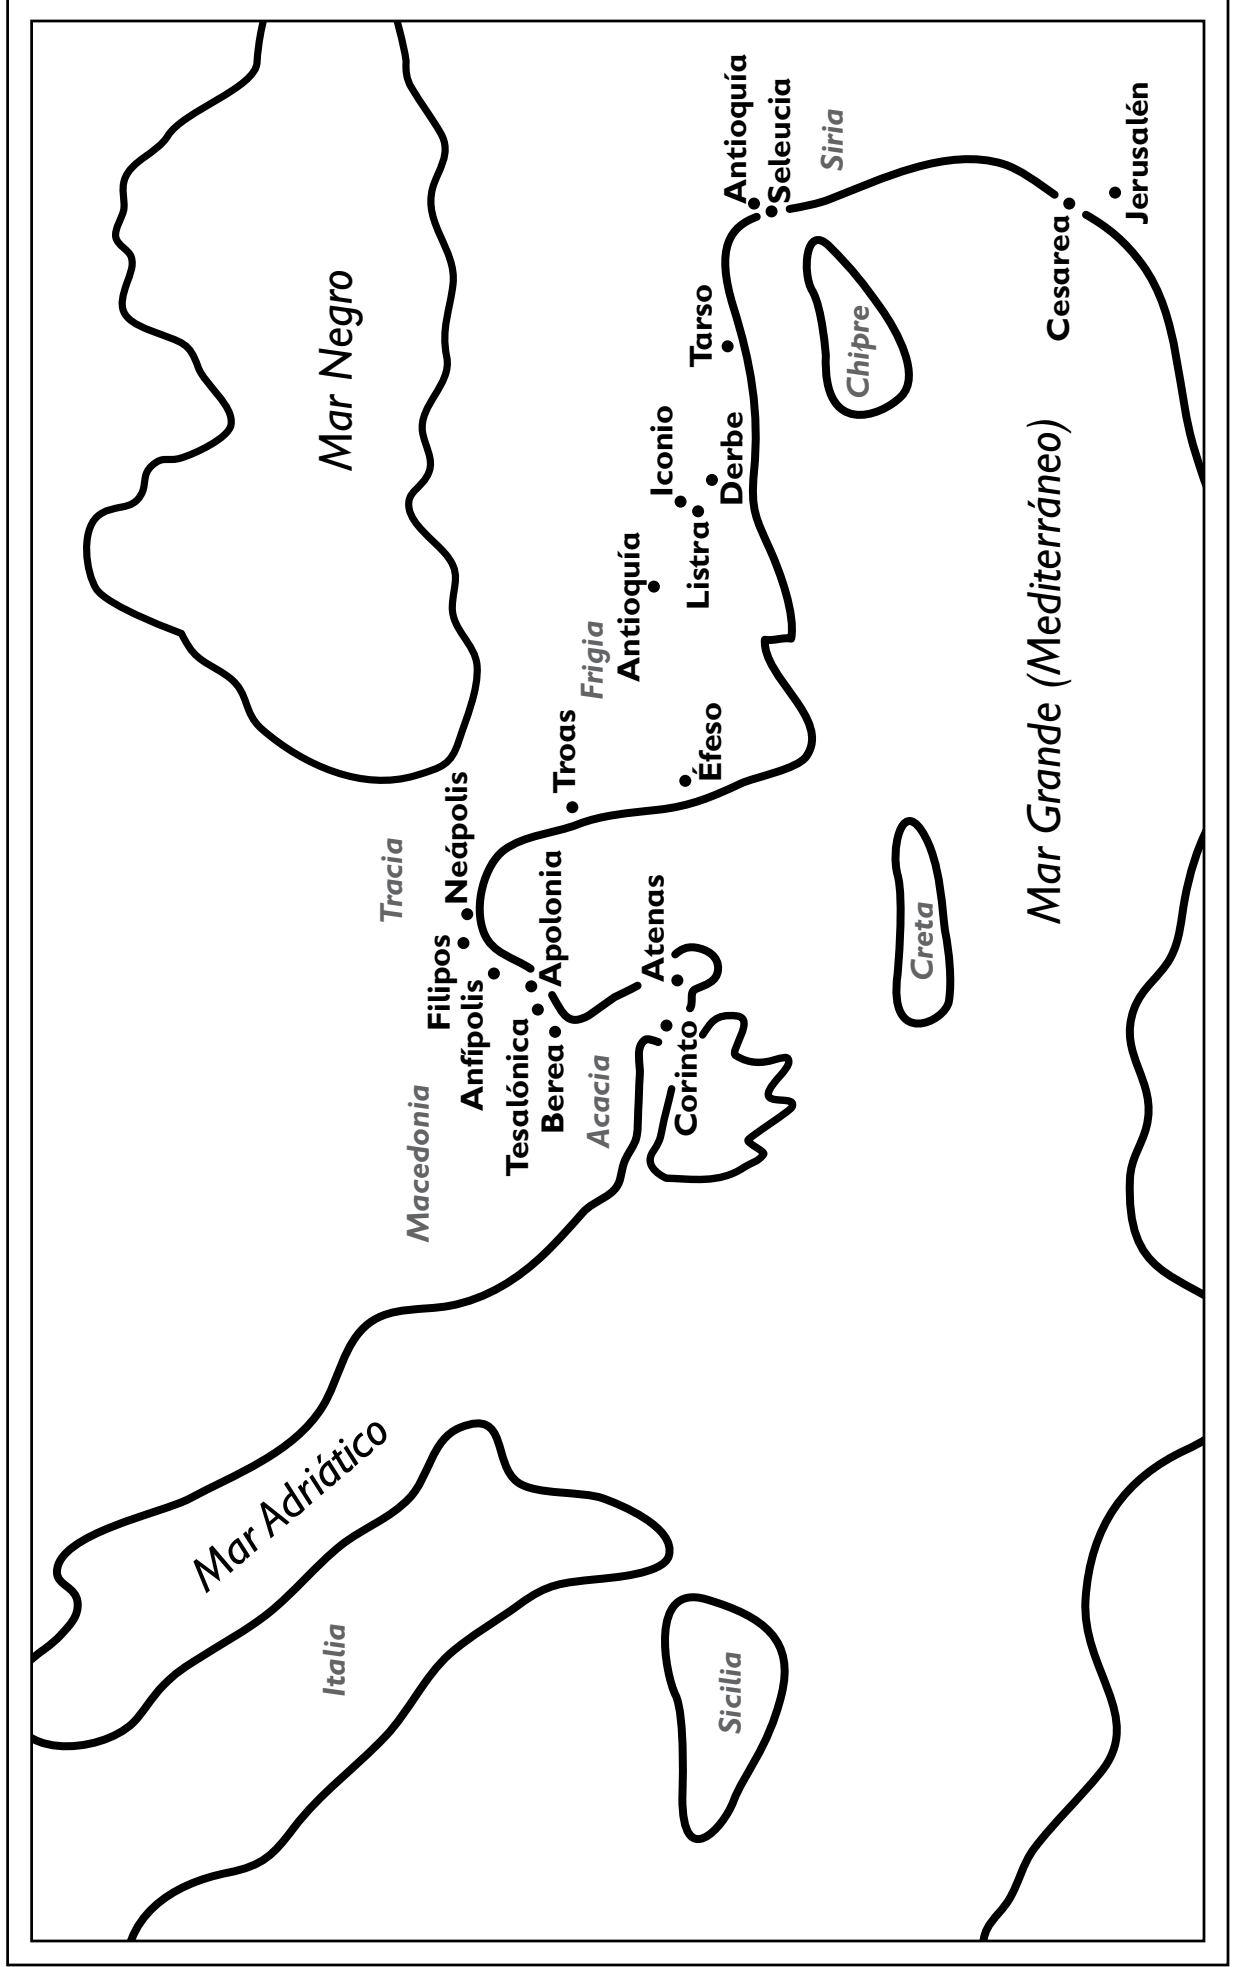 Mar Negro
Mar Adriático
Italia
Macedonia
Tracia
Filipos
Neápolis
Anfípolis
Tesalónica
Apolonia
Berea
Troas
Frigia
Acacia
Antioquía
Atenas
Iconio
Corinto
Listra
Tarso
Éfeso
Derbe
Antioquía
Seleucia
Sicilia
Siria
Chipre
Creta
Mar Grande (Mediterráneo)
Cesarea
Jerusalén